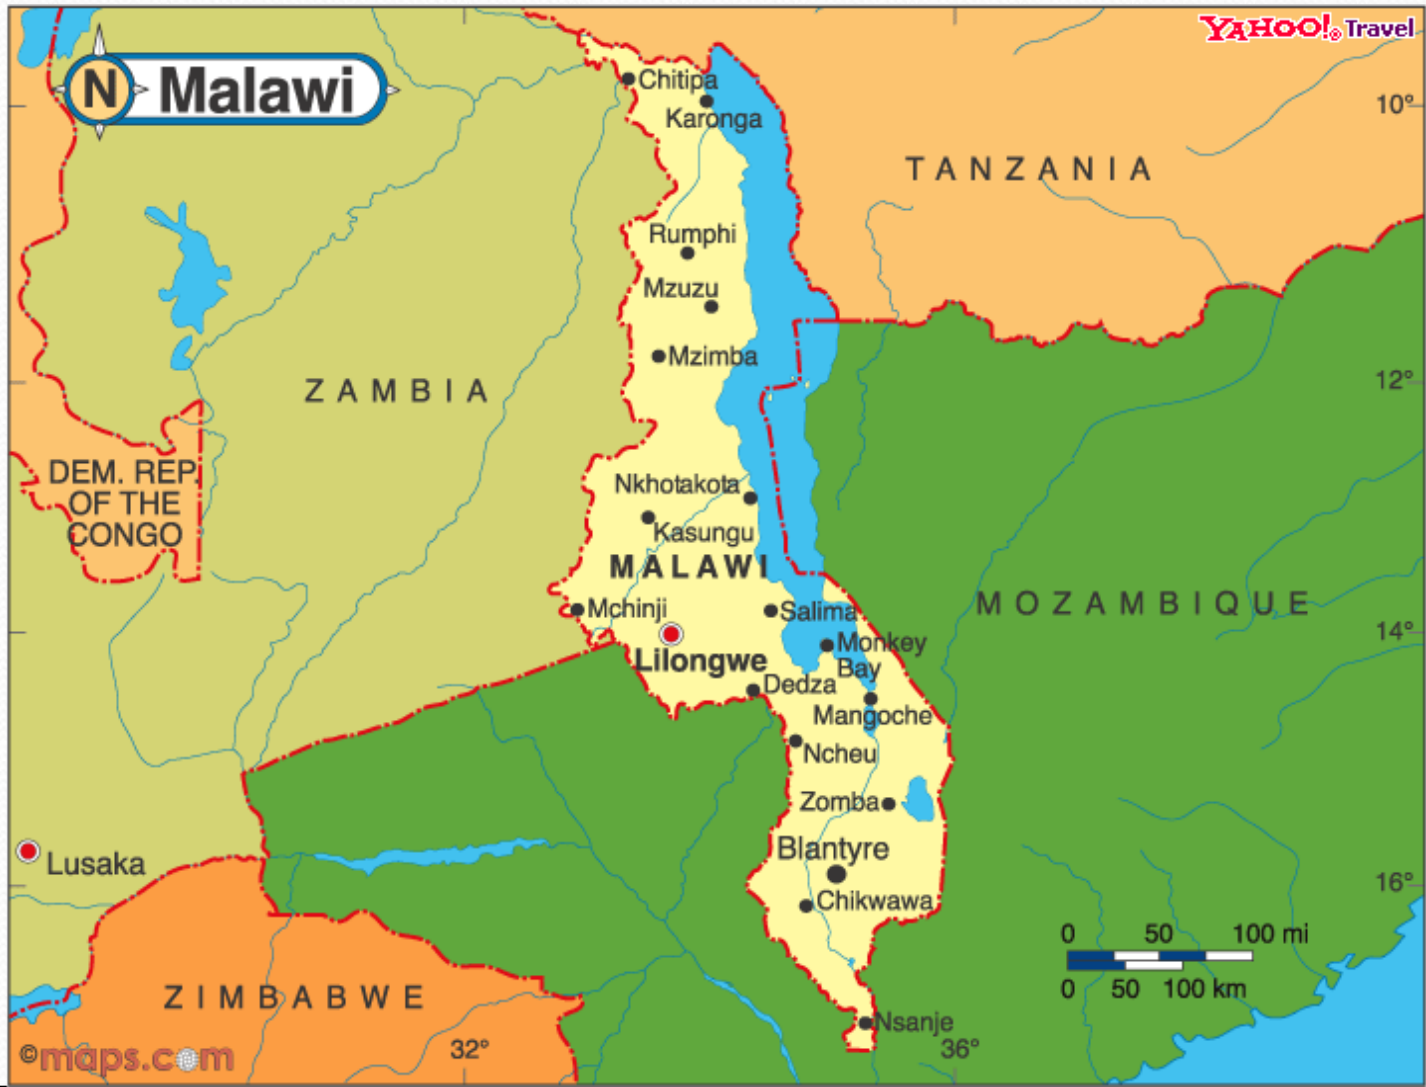 YAHOO!® Travel
N Malawi
Chitipa
Karonga
10°
TANZANIA
Rumphi
Mzuzu
Mzimba
12°
ZAMBIA
DEM. REP.
OF THE
CONGO
Nkhotakota
Kasungu
MALAWI
MOZAMBIQUE
Mchinji
Salima
14°
Monkey
Bay
Lilongwe
Dedza
Mangoche
Ncheu
Zomba
Blantyre
Lusaka
16°
Chikwawa
0 50 100 mi
0 50 100 km
ZIMBABWE
Nsanje
32°
36°
©maps.com